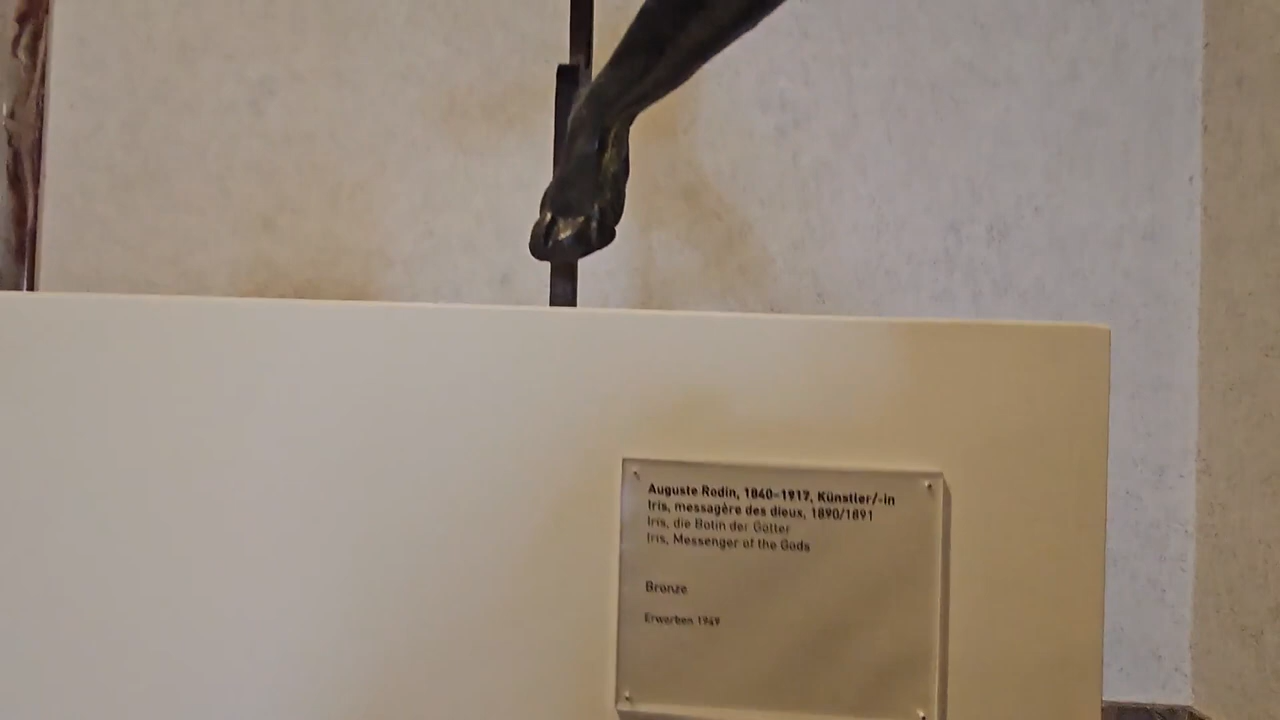 Auguste Rodin, 1840–1917, Künstler/-in
Iris, messagère des dieux, 1890/1891
Iris, die Botin der Götter
Iris, Messenger of the Gods
Bronze
Erworben 1949